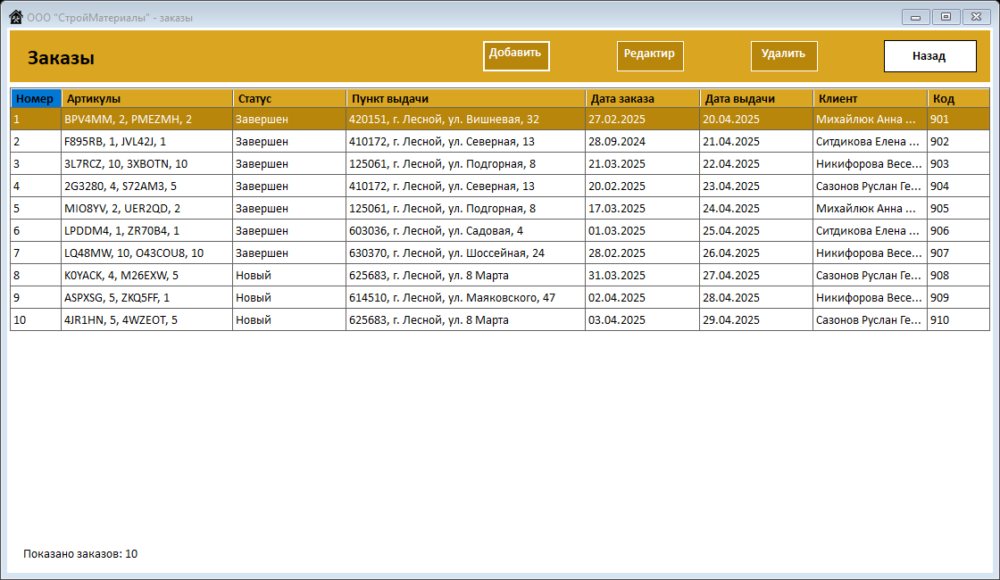 ООО "СтройМатериалы" - заказы
Заказы Добавить Редактир Удалить Назад
Номер Артикулы Статус Пункт выдачи Дата заказа Дата выдачи Клиент Код
1 BPV4MM, 2, PMEZMH, 2 Завершен 420151, г. Лесной, ул. Вишневая, 32 27.02.2025 20.04.2025 Михайлюк Анна ... 901
2 F895RB, 1, JVL42J, 1 Завершен 410172, г. Лесной, ул. Северная, 13 28.09.2024 21.04.2025 Ситдикова Елена ... 902
3 3L7RCZ, 10, 3XBOTN, 10 Завершен 125061, г. Лесной, ул. Подгорная, 8 21.03.2025 22.04.2025 Никифорова Весе... 903
4 2G3280, 4, S72AM3, 5 Завершен 410172, г. Лесной, ул. Северная, 13 20.02.2025 23.04.2025 Сазонов Руслан Ге... 904
5 MIO8YV, 2, UER2QD, 2 Завершен 125061, г. Лесной, ул. Подгорная, 8 17.03.2025 24.04.2025 Михайлюк Анна ... 905
6 LPDDM4, 1, ZR70B4, 1 Завершен 603036, г. Лесной, ул. Садовая, 4 01.03.2025 25.04.2025 Ситдикова Елена ... 906
7 LQ48MW, 10, O43COU8, 10 Завершен 630370, г. Лесной, ул. Шоссейная, 24 28.02.2025 26.04.2025 Никифорова Весе... 907
8 K0YACK, 4, M26EXW, 5 Новый 625683, г. Лесной, ул. 8 Марта 31.03.2025 27.04.2025 Сазонов Руслан Ге... 908
9 ASPXSG, 5, ZKQ5FF, 1 Новый 614510, г. Лесной, ул. Маяковского, 47 02.04.2025 28.04.2025 Никифорова Весе... 909
10 4JR1HN, 5, 4WZEOT, 5 Новый 625683, г. Лесной, ул. 8 Марта 03.04.2025 29.04.2025 Сазонов Руслан Ге... 910
Показано заказов: 10